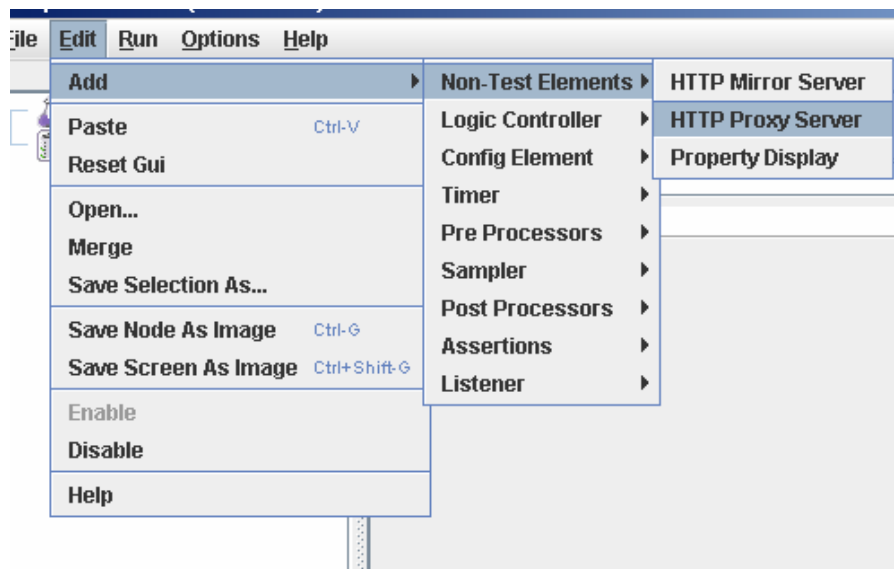 File Edit Run Options Help
Add
Paste Ctrl-V
Reset Gui
Open...
Merge
Save Selection As...
Save Node As Image Ctrl-G
Save Screen As Image Ctrl+Shift-G
Enable
Disable
Help
Non-Test Elements
Logic Controller
Config Element
Timer
Pre Processors
Sampler
Post Processors
Assertions
Listener
HTTP Mirror Server
HTTP Proxy Server
Property Display